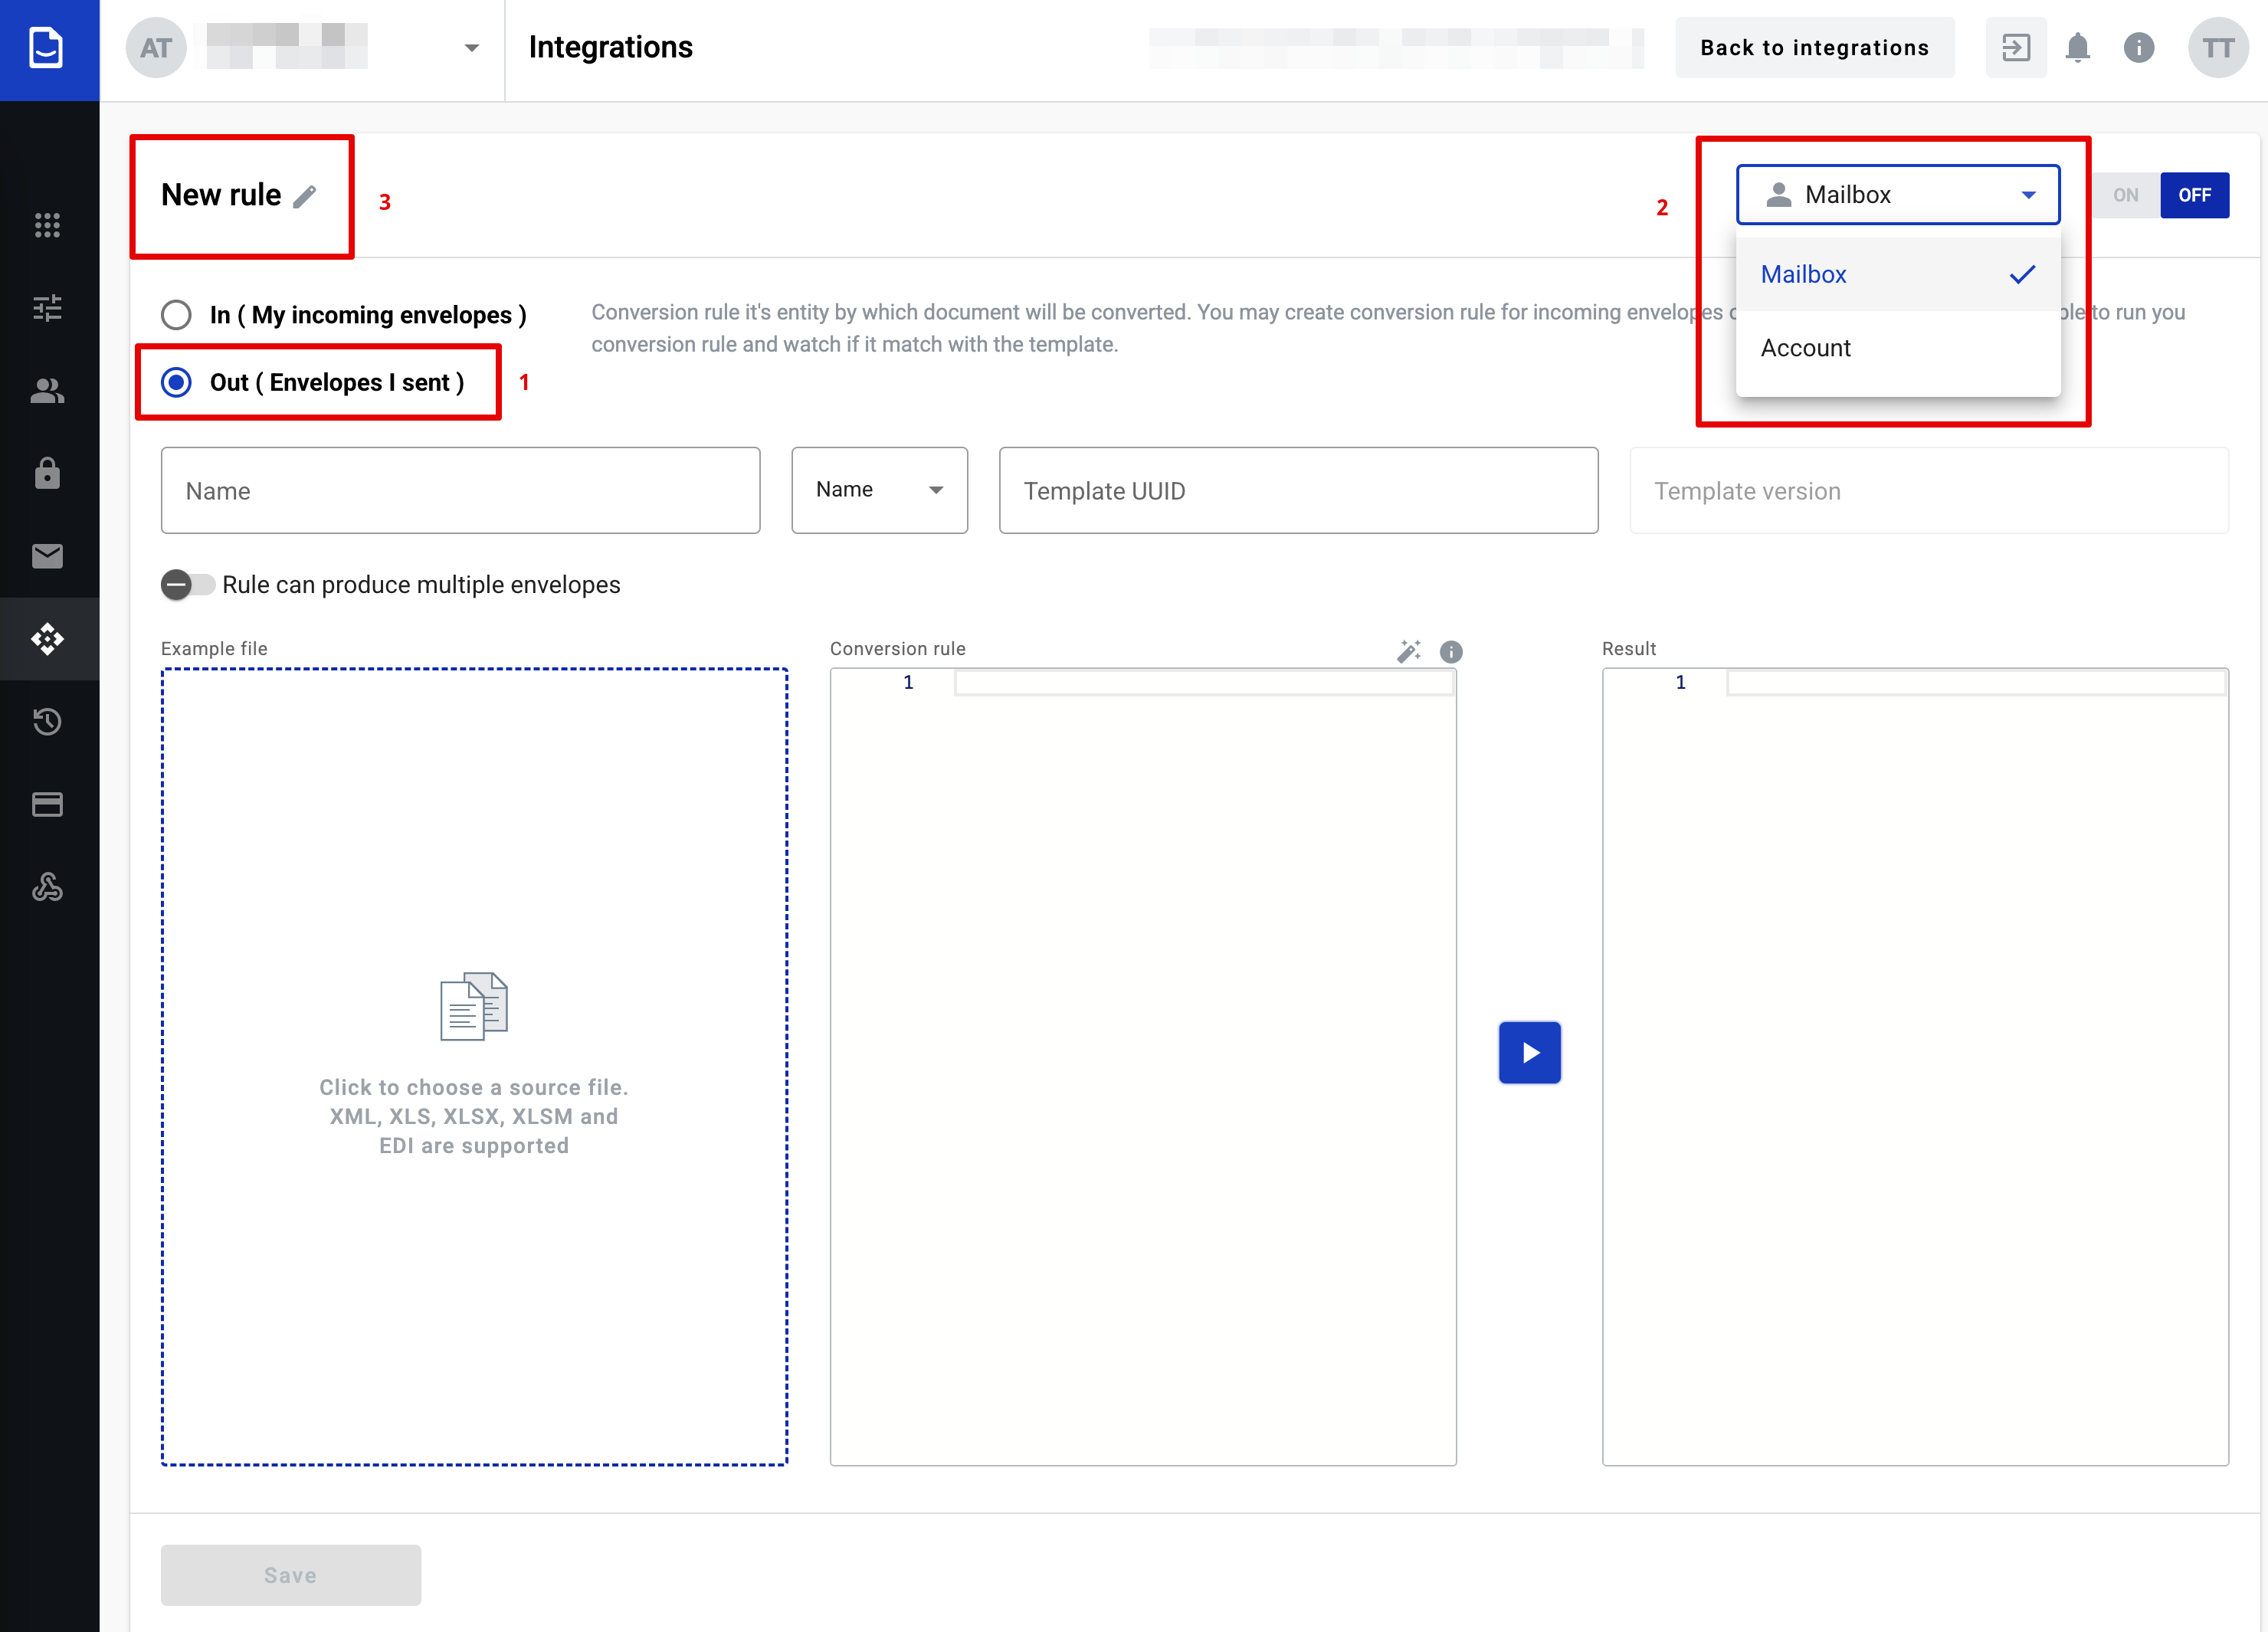 AT
Integrations
Back to integrations
TT
New rule
3
2
Mailbox
ON
OFF
Mailbox
Account
In ( My incoming envelopes )
Out ( Envelopes I sent )
1
Conversion rule it's entity by which document will be converted. You may create conversion rule for incoming envelopes to run you
conversion rule and watch if it match with the template.
Name
Name
Template UUID
Template version
Rule can produce multiple envelopes
Example file
Conversion rule
Result
1
1
Click to choose a source file.
XML, XLS, XLSX, XLSM and
EDI are supported
Save